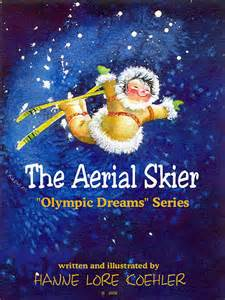 The Aerial Skier
"Olympic Dreams" Series
written and illustrated by
HANNE LORE KOEHLER